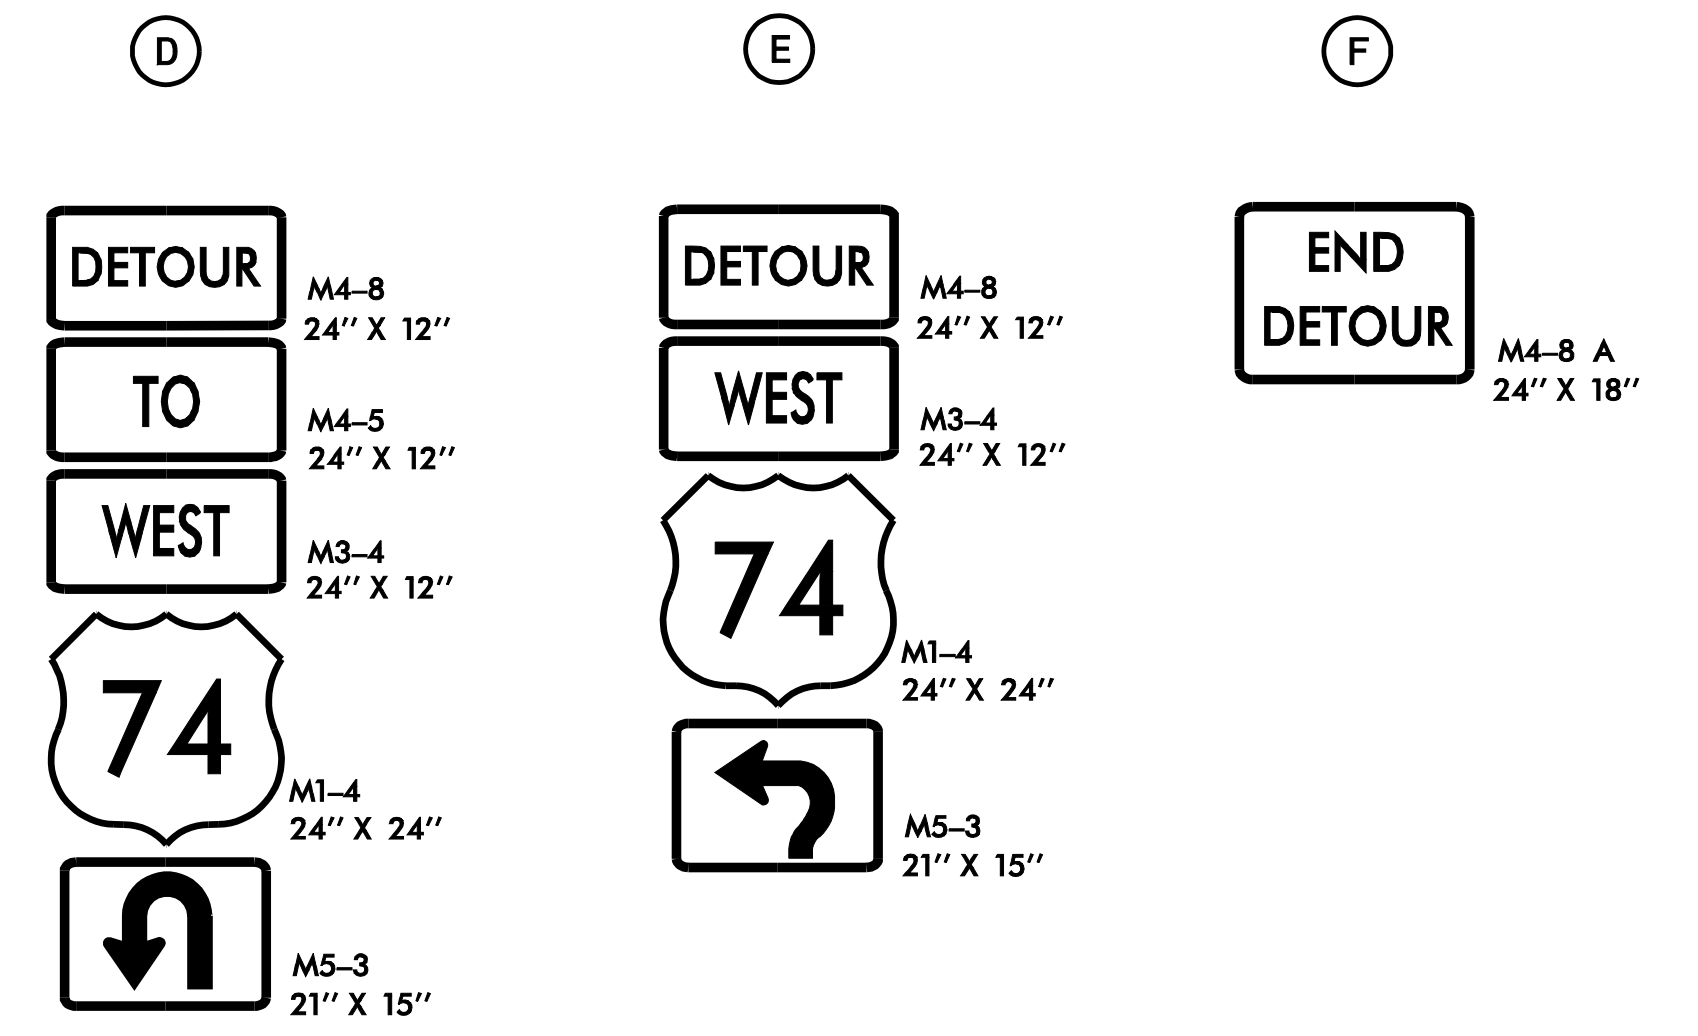 D
DETOUR
M4–8
24'' X 12''
TO
M4–5
24'' X 12''
WEST
M3–4
24'' X 12''
74
M1–4
24'' X 24''
M5–3
21'' X 15''
E
DETOUR
M4–8
24'' X 12''
WEST
M3–4
24'' X 12''
74
M1–4
24'' X 24''
M5–3
21'' X 15''
F
END
DETOUR
M4–8 A
24'' X 18''